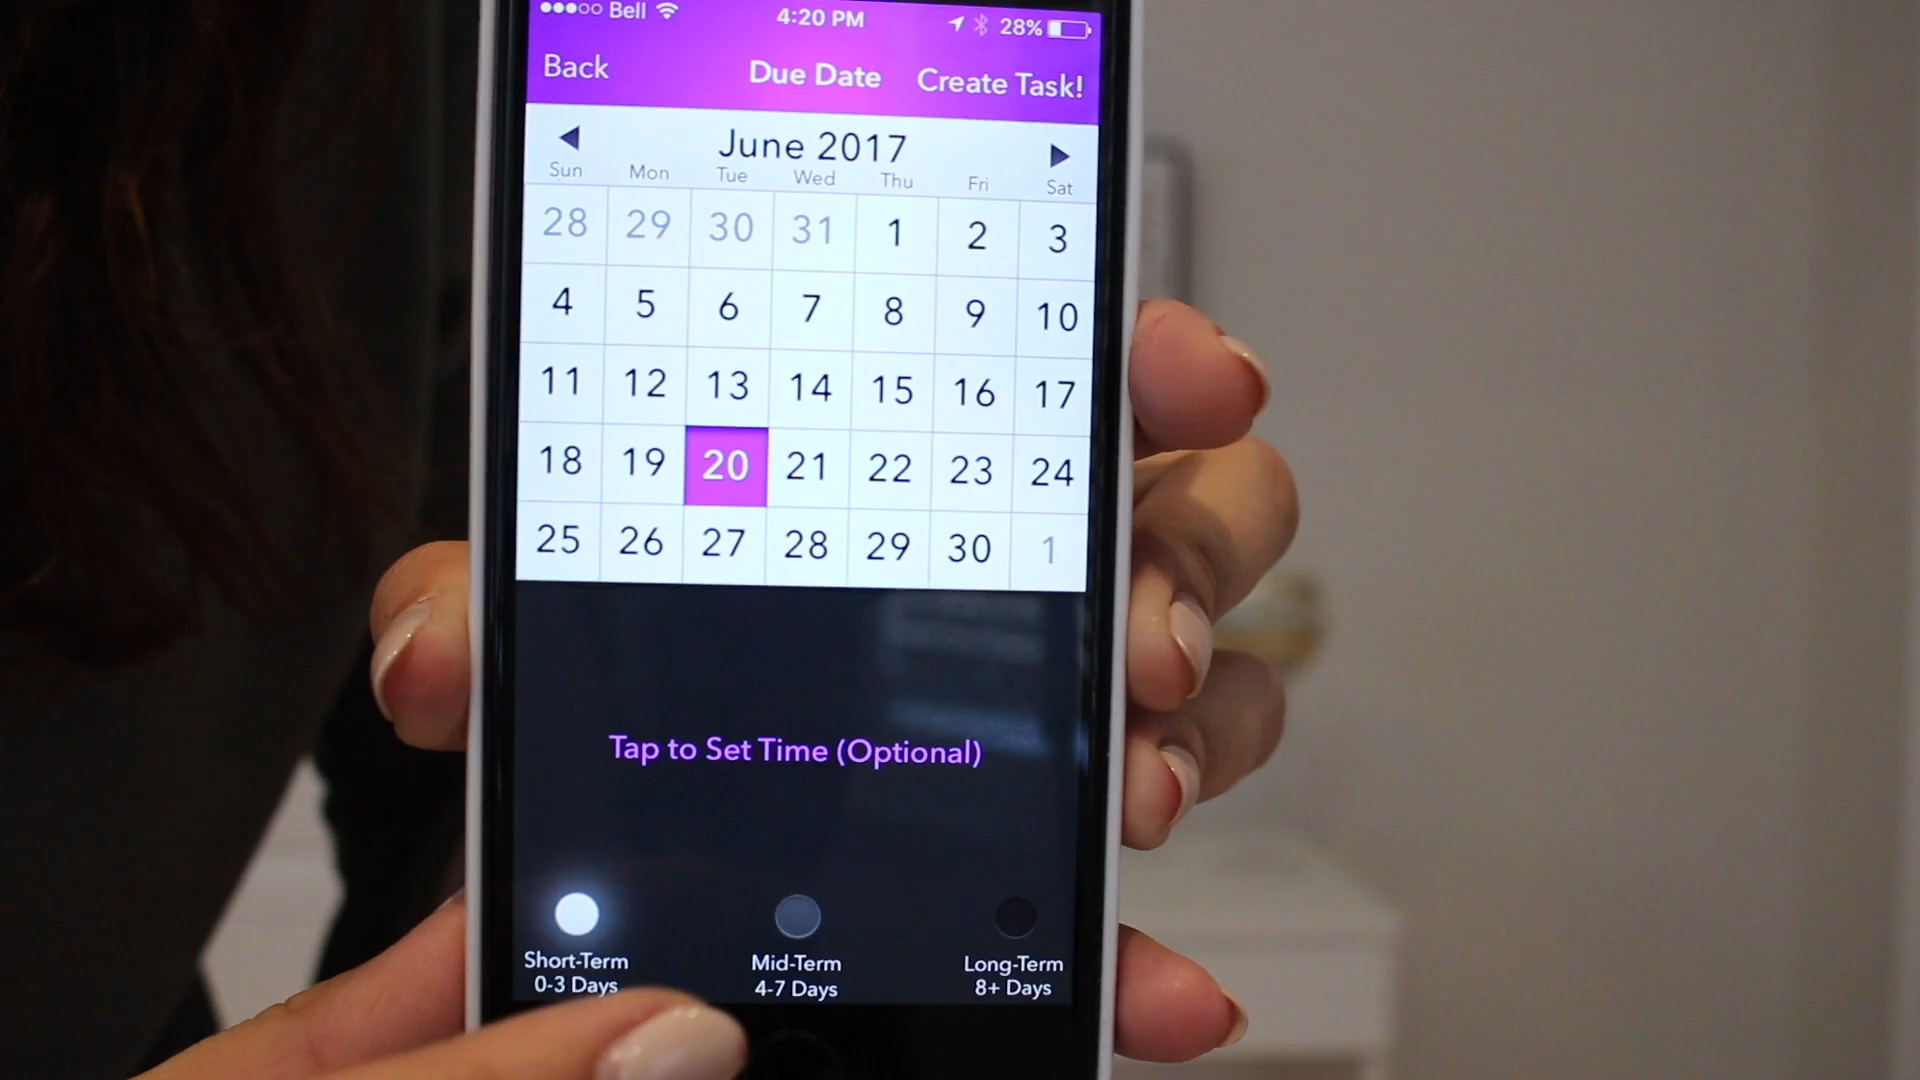 Bell 4:20 PM 28%
Back Due Date Create Task!
June 2017
Sun Mon Tue Wed Thu Fri Sat
28 29 30 31 1 2 3
4 5 6 7 8 9 10
11 12 13 14 15 16 17
18 19 20 21 22 23 24
25 26 27 28 29 30 1
Tap to Set Time (Optional)
Short-Term Mid-Term Long-Term
0-3 Days 4-7 Days 8+ Days